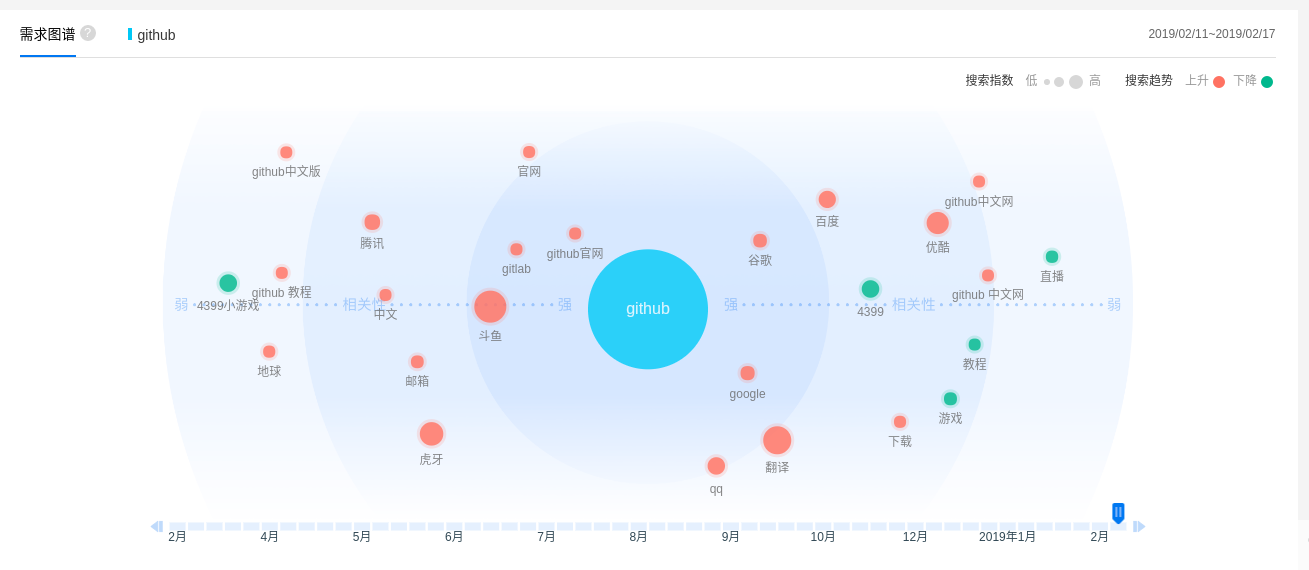 需求图谱 ? github 2019/02/11~2019/02/17
搜索指数 低 高 搜索趋势 上升 下降
github中文版
官网
github中文网
百度
腾讯
优酷
github官网
谷歌
gitlab
直播
github 教程
github 中文网
弱 4399小游戏 相关性 强 github 强 4399 相关性 弱
中文
斗鱼
教程
地球
邮箱
google
游戏
下载
虎牙
翻译
qq
2月 4月 5月 6月 7月 8月 9月 10月 12月 2019年1月 2月